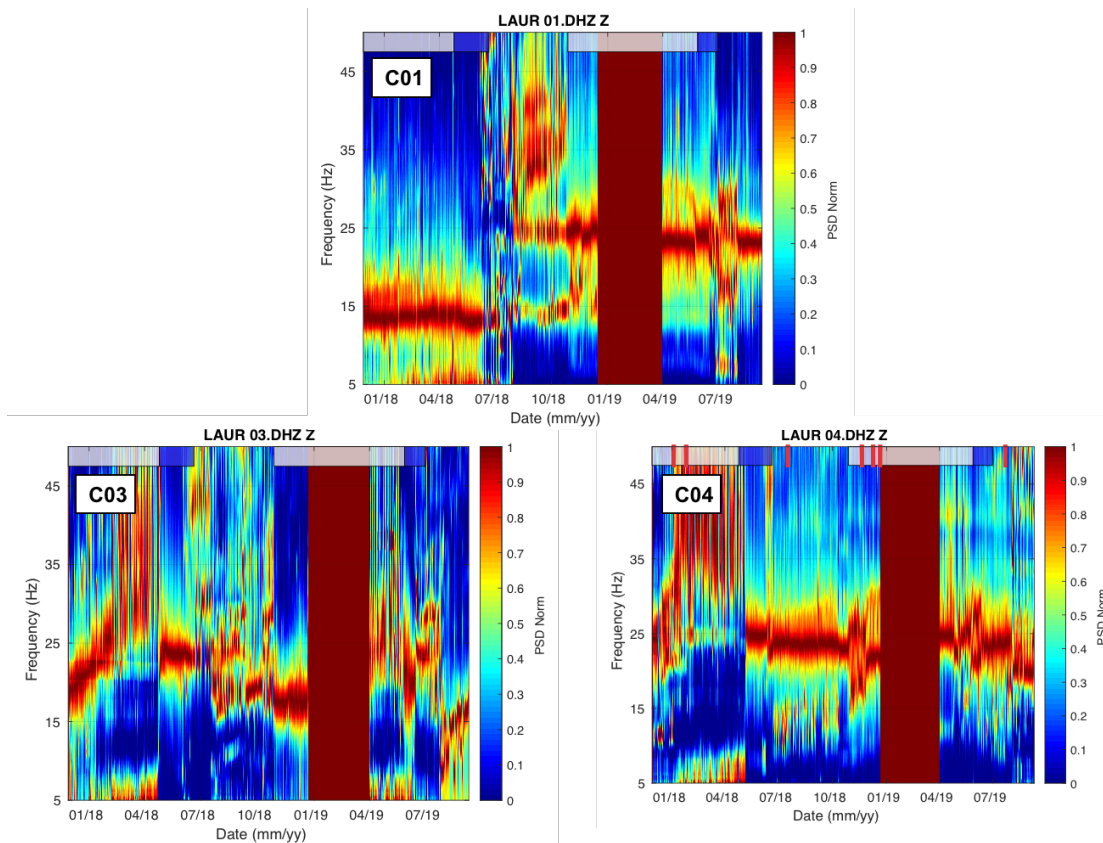 LAUR 01.DHZ Z
C01
45
35
25
15
5
Frequency (Hz)
01/18 04/18 07/18 10/18 01/19 04/19 07/19
Date (mm/yy)
1
0.9
0.8
0.7
0.6
0.5
0.4
0.3
0.2
0.1
0
PSD Norm
LAUR 03.DHZ Z
C03
45
35
25
15
5
Frequency (Hz)
01/18 04/18 07/18 10/18 01/19 04/19 07/19
Date (mm/yy)
1
0.9
0.8
0.7
0.6
0.5
0.4
0.3
0.2
0.1
0
PSD Norm
LAUR 04.DHZ Z
C04
45
35
25
15
5
Frequency (Hz)
01/18 04/18 07/18 10/18 01/19 04/19 07/19
Date (mm/yy)
1
0.9
0.8
0.7
0.6
0.5
0.4
0.3
0.2
0.1
0
PSD Norm